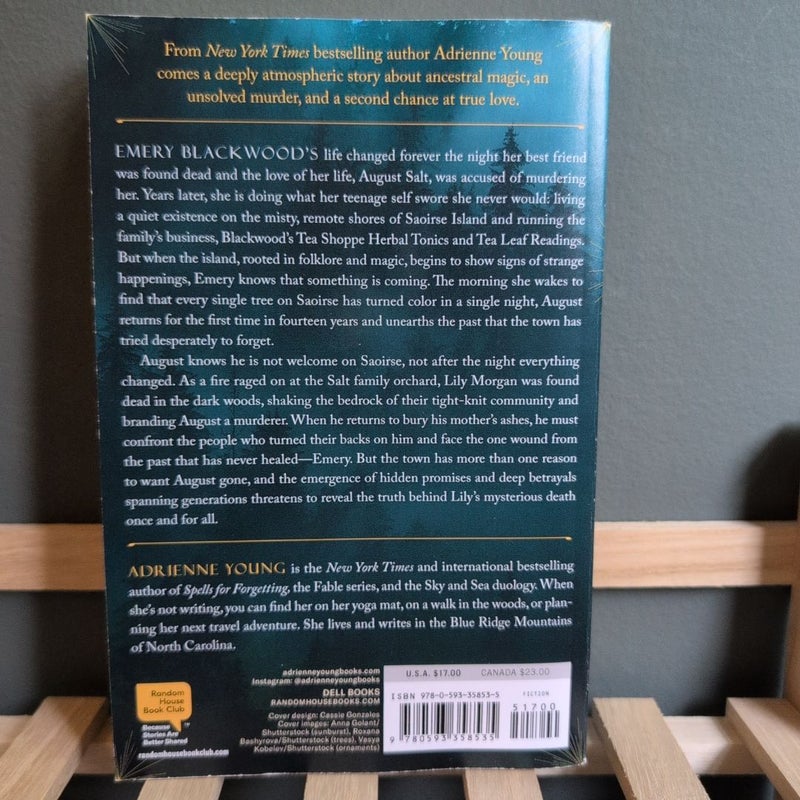 From New York Times bestselling author Adrienne Young
comes a deeply atmospheric story about ancestral magic, an
unsolved murder, and a second chance at true love.
EMERY BLACKWOOD'S life changed forever the night her best friend
was found dead and the love of her life, August Salt, was accused of murdering
her. Years later, she is doing what her teenage self swore she never would: living
a quiet existence on the misty, remote shores of Saoirse Island and running the
family's business, Blackwood's Tea Shoppe Herbal Tonics and Tea Leaf Readings.
But when the island, rooted in folklore and magic, begins to show signs of strange
happenings, Emery knows that something is coming. The morning she wakes to
find that every single tree on Saoirse has turned color in a single night, August
returns for the first time in fourteen years and unearths the past that the town has
tried desperately to forget.
August knows he is not welcome on Saoirse, not after the night everything
changed. As a fire raged on at the Salt family orchard, Lily Morgan was found
dead in the dark woods, shaking the bedrock of their tight-knit community and
branding August a murderer. When he returns to bury his mother's ashes, he must
confront the people who turned their backs on him and face the one wound from
the past that has never healed—Emery. But the town has more than one reason
to want August gone, and the emergence of hidden promises and deep betrayals
spanning generations threatens to reveal the truth behind Lily's mysterious death
once and for all.
ADRIENNE YOUNG is the New York Times and international bestselling
author of Spells for Forgetting, the Fable series, and the Sky and Sea duology. When
she's not writing, you can find her on her yoga mat, on a walk in the woods, or plan-
ning her next travel adventure. She lives and writes in the Blue Ridge Mountains
of North Carolina.
Random
House
Book Club
Because
Stories Are
Better Shared
™
randomhousebookclub.com
adrienneyoungbooks.com
Instagram: @adrienneyoungbooks
DELL BOOKS
RANDOMHOUSEBOOKS.COM
Cover design: Cassie Gonzales
Cover images: Anna Golant/
Shutterstock (sunburst), Roxana
Bashyrova/Shutterstock (trees), Vasya
Kobelev/Shutterstock (ornaments)
U.S.A. $17.00 CANADA $23.00
ISBN 978-0-593-35853-5 FICTION
51700
9 780593 358535